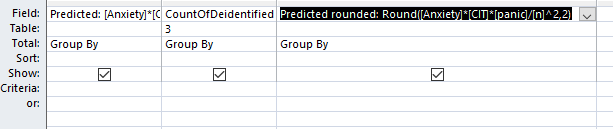 Field: Predicted: [Anxiety]*[C CountOfDeidentified Predicted rounded: Round([Anxiety]*[CIT]*[panic]/[n]^2,2)
Table: 3
Total: Group By Group By Group By
Sort:
Show:
Criteria:
or: